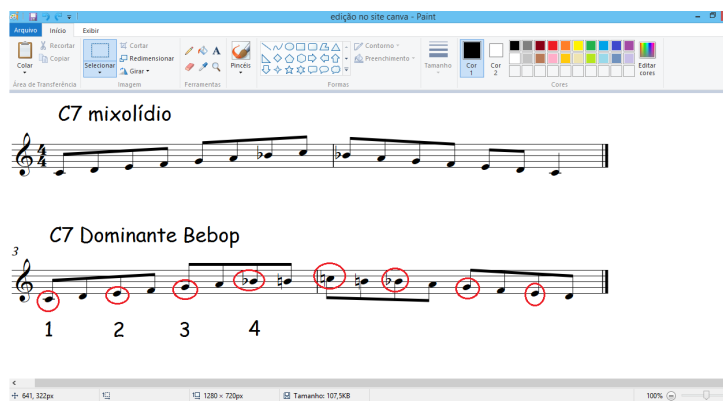 edição no site canva - Paint
Arquivo Início Exibir
Colar
Recortar
Copiar
Área de Transferência
Selecionar
Cortar
Redimensionar
Girar
Imagem
Ferramentas
Pincéis
Contorno
Preenchimento
Formas
Tamanho
Cor 1
Cor 2
Editar cores
Cores
C7 mixolídio
4
4
C7 Dominante Bebop
3
1 2 3 4
641, 322px 1280 × 720px Tamanho: 107,5KB 100%